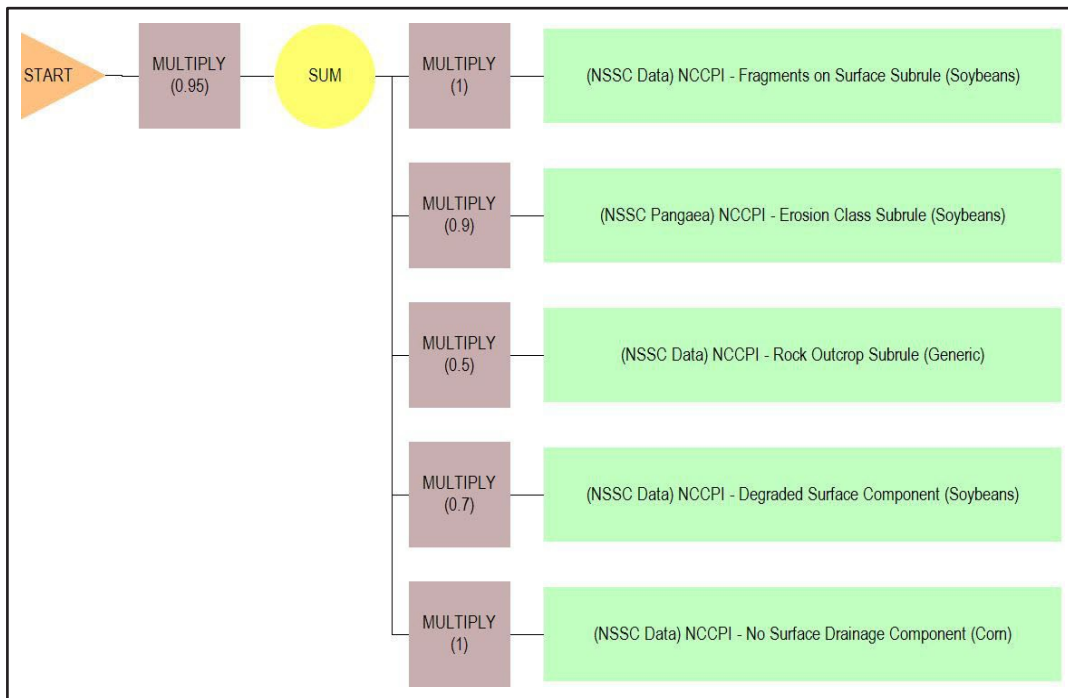 START
MULTIPLY
(0.95)
SUM
MULTIPLY
(1)
(NSSC Data) NCCPI - Fragments on Surface Subrule (Soybeans)
MULTIPLY
(0.9)
(NSSC Pangaea) NCCPI - Erosion Class Subrule (Soybeans)
MULTIPLY
(0.5)
(NSSC Data) NCCPI - Rock Outcrop Subrule (Generic)
MULTIPLY
(0.7)
(NSSC Data) NCCPI - Degraded Surface Component (Soybeans)
MULTIPLY
(1)
(NSSC Data) NCCPI - No Surface Drainage Component (Corn)